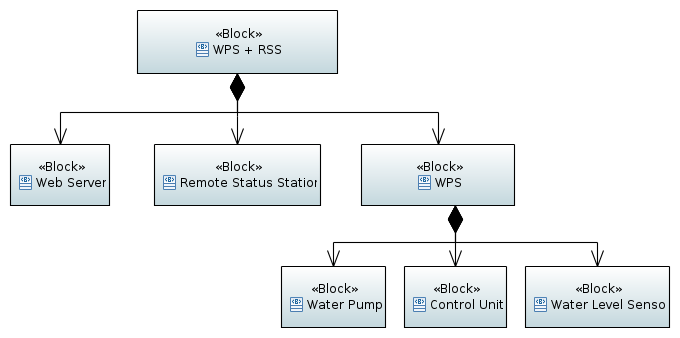 «Block»
WPS + RSS
«Block»
Web Server
«Block»
Remote Status Station
«Block»
WPS
«Block»
Water Pump
«Block»
Control Unit
«Block»
Water Level Senso